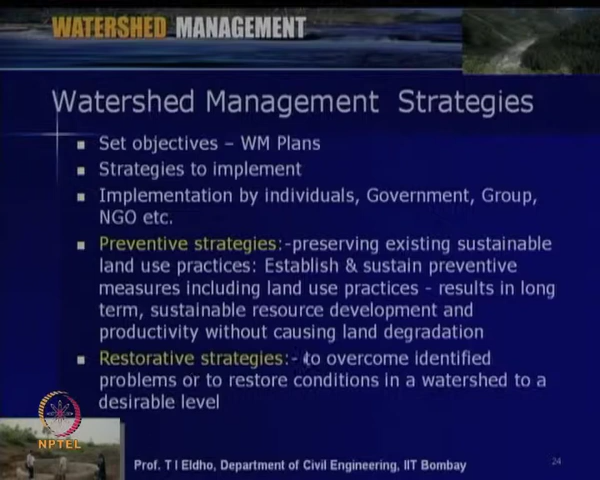 WATERSHED MANAGEMENT
Watershed Management Strategies
Set objectives – WM Plans
Strategies to implement
Implementation by individuals, Government, Group,
NGO etc.
Preventive strategies:-preserving existing sustainable
land use practices: Establish & sustain preventive
measures including land use practices - results in long
term, sustainable resource development and
productivity without causing land degradation
Restorative strategies:- to overcome identified
problems or to restore conditions in a watershed to a
desirable level
NPTEL
Prof. T I Eldho, Department of Civil Engineering, IIT Bombay
24